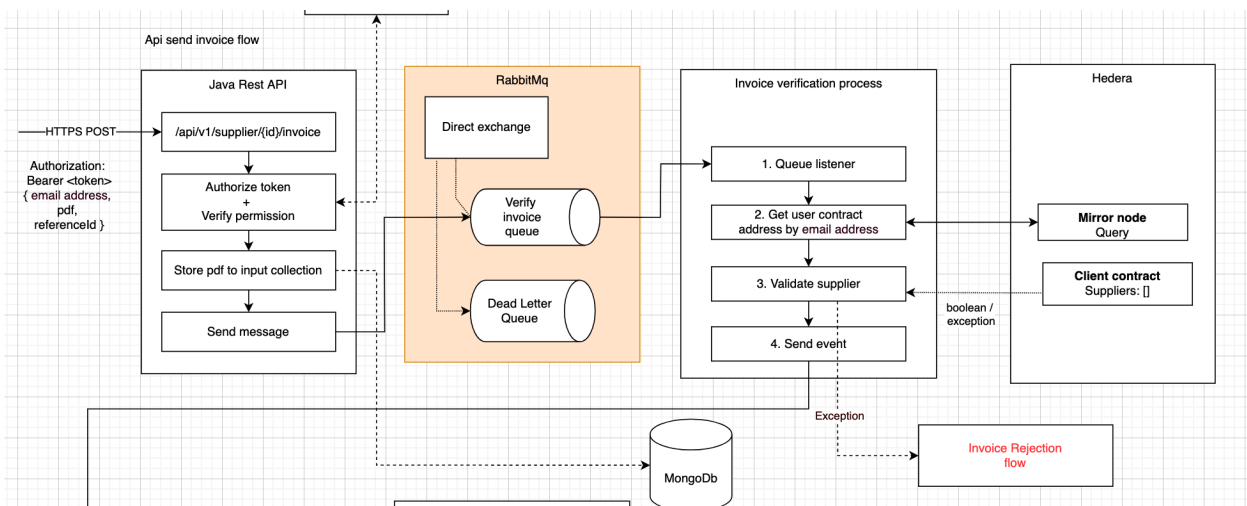 Api send invoice flow
Java Rest API
HTTPS POST
/api/v1/supplier/{id}/invoice
Authorization:
Bearer <token>
{ email address,
pdf,
referenceId }
Authorize token
+
Verify permission
Store pdf to input collection
Send message
RabbitMq
Direct exchange
Verify
invoice
queue
Dead Letter
Queue
Invoice verification process
1. Queue listener
2. Get user contract
address by email address
3. Validate supplier
4. Send event
Hedera
Mirror node
Query
Client contract
Suppliers: []
boolean /
exception
Exception
Invoice Rejection
flow
MongoDb